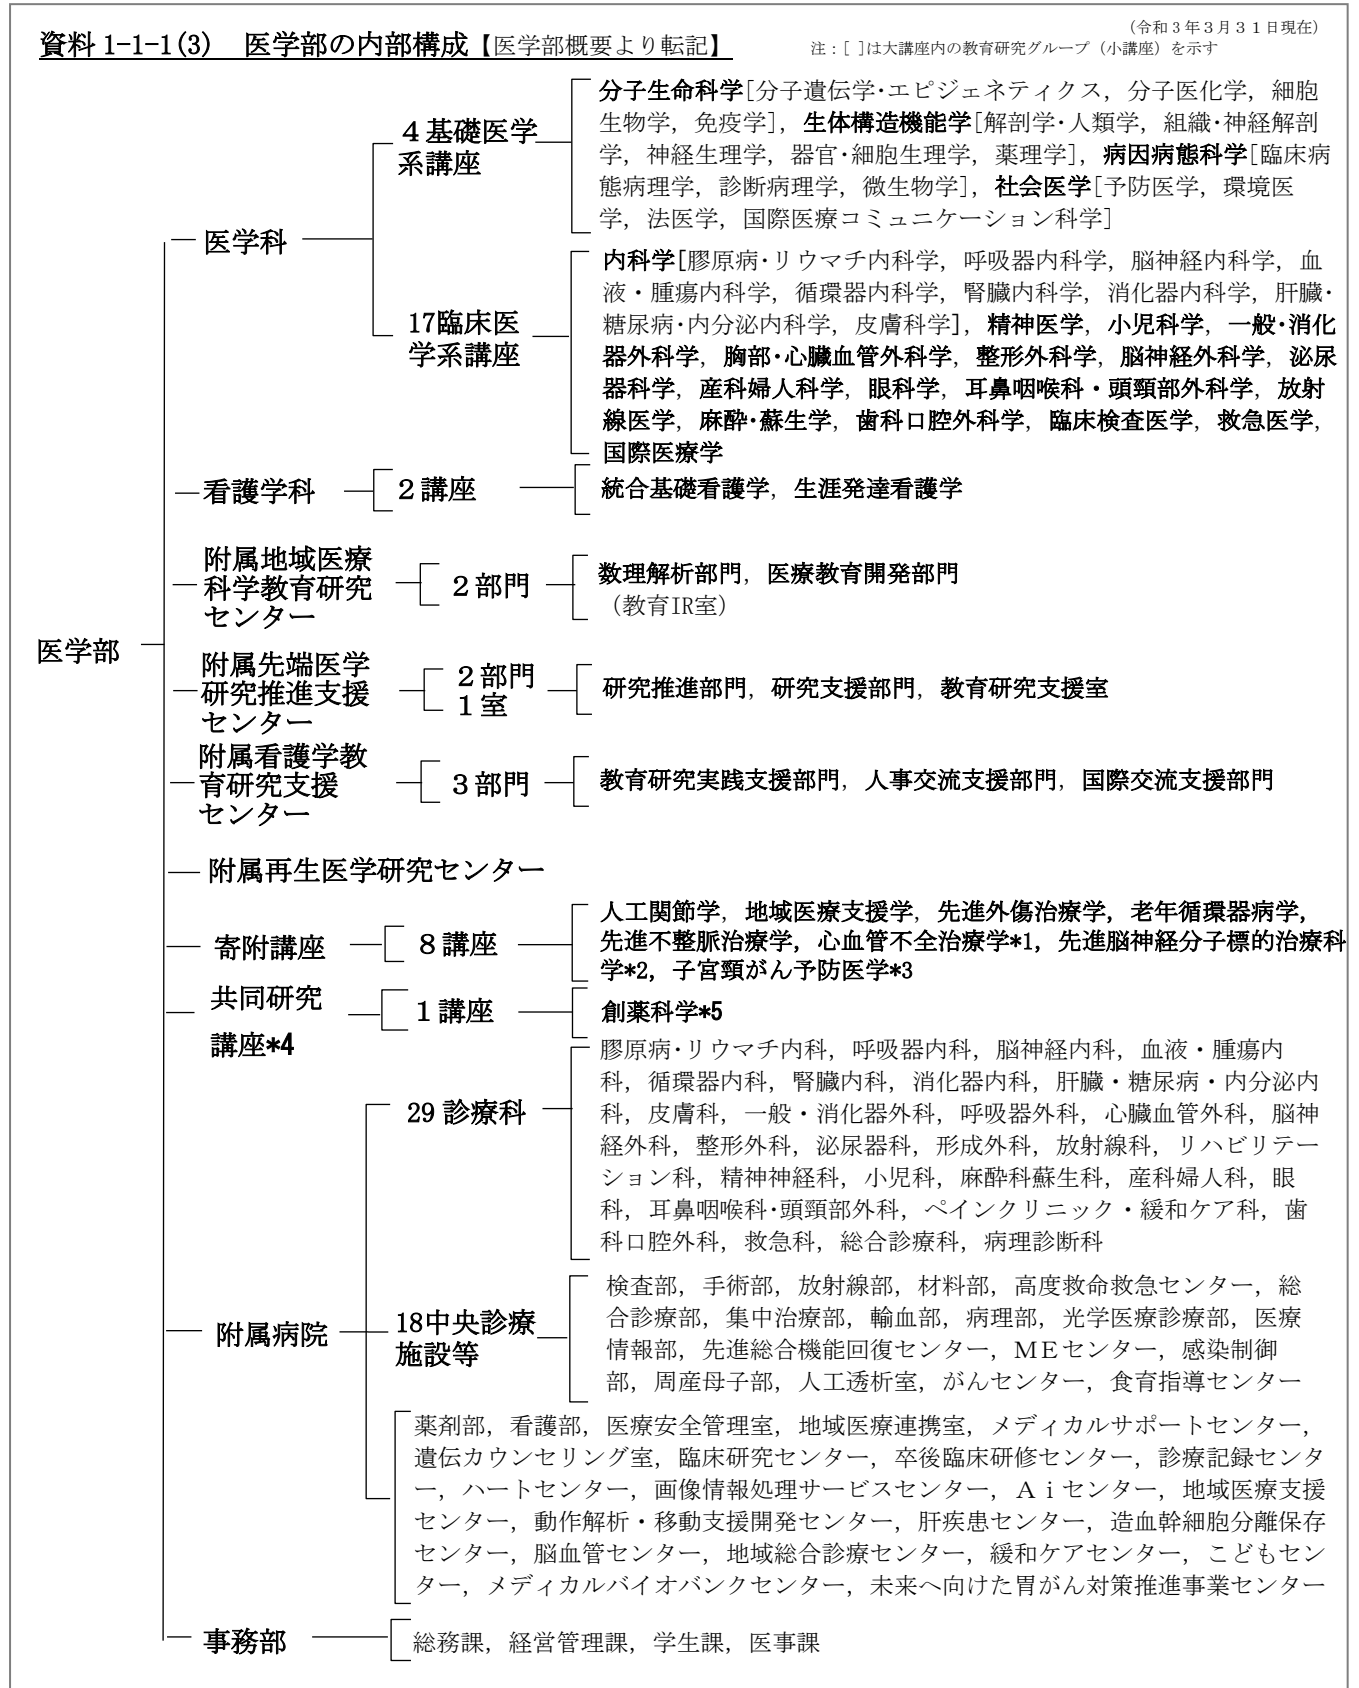 (令和３年３月３１日現在)
資料 1-1-1(3)　医学部の内部構成【医学部概要より転記】
注：[ ]は大講座内の教育研究グループ（小講座）を示す
医学部
医学科
４基礎医学
系講座
分子生命科学[分子遺伝学･エピジェネティクス，分子医化学，細胞
生物学，免疫学]，生体構造機能学[解剖学･人類学，組織･神経解剖
学，神経生理学，器官･細胞生理学，薬理学]，病因病態科学[臨床病
態病理学，診断病理学，微生物学]，社会医学[予防医学，環境医
学，法医学，国際医療コミュニケーション科学]
17臨床医
学系講座
内科学[膠原病･リウマチ内科学，呼吸器内科学，脳神経内科学，血
液・腫瘍内科学，循環器内科学，腎臓内科学，消化器内科学，肝臓･
糖尿病･内分泌内科学，皮膚科学]，精神医学，小児科学，一般･消化
器外科学，胸部･心臓血管外科学，整形外科学，脳神経外科学，泌尿
器科学，産科婦人科学，眼科学，耳鼻咽喉科・頭頸部外科学，放射
線医学，麻酔･蘇生学，歯科口腔外科学，臨床検査医学，救急医学，
国際医療学
看護学科
２講座
統合基礎看護学，生涯発達看護学
附属地域医療
科学教育研究
センター
２部門
数理解析部門，医療教育開発部門
（教育IR室）
附属先端医学
研究推進支援
センター
２部門
１室
研究推進部門，研究支援部門，教育研究支援室
附属看護学教
育研究支援
センター
３部門
教育研究実践支援部門，人事交流支援部門，国際交流支援部門
附属再生医学研究センター
寄附講座
８講座
人工関節学，地域医療支援学，先進外傷治療学，老年循環器病学，
先進不整脈治療学，心血管不全治療学*1，先進脳神経分子標的治療科
学*2，子宮頸がん予防医学*3
共同研究
講座*4
１講座
創薬科学*5
附属病院
29 診療科
膠原病･リウマチ内科，呼吸器内科，脳神経内科，血液・腫瘍内
科，循環器内科，腎臓内科，消化器内科，肝臓・糖尿病・内分泌内
科，皮膚科，一般・消化器外科，呼吸器外科，心臓血管外科，脳神
経外科，整形外科，泌尿器科，形成外科，放射線科，リハビリテー
ション科，精神神経科，小児科，麻酔科蘇生科，産科婦人科，眼
科，耳鼻咽喉科･頭頸部外科，ペインクリニック・緩和ケア科，歯
科口腔外科，救急科，総合診療科，病理診断科
18中央診療
施設等
検査部，手術部，放射線部，材料部，高度救命救急センター，総
合診療部，集中治療部，輸血部，病理部，光学医療診療部，医療
情報部，先進総合機能回復センター，ＭＥセンター，感染制御
部，周産母子部，人工透析室，がんセンター，食育指導センター
薬剤部，看護部，医療安全管理室，地域医療連携室，メディカルサポートセンター，
遺伝カウンセリング室，臨床研究センター，卒後臨床研修センター，診療記録センタ
ー，ハートセンター，画像情報処理サービスセンター，Ａｉセンター，地域医療支援
センター，動作解析・移動支援開発センター，肝疾患センター，造血幹細胞分離保存
センター，脳血管センター，地域総合診療センター，緩和ケアセンター，こどもセン
ター，メディカルバイオバンクセンター，未来へ向けた胃がん対策推進事業センター
事務部
総務課，経営管理課，学生課，医事課